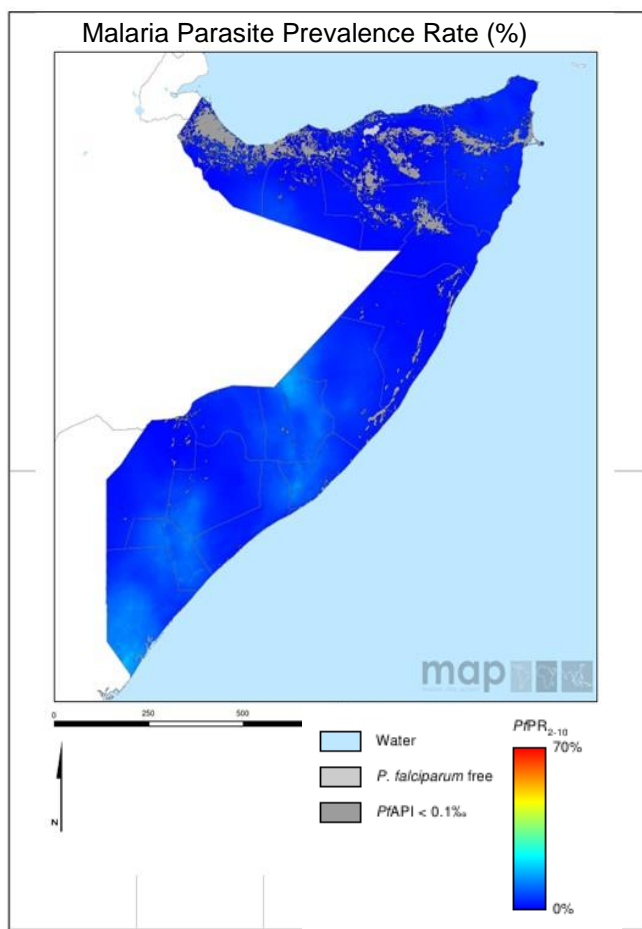 Malaria Parasite Prevalence Rate (%)
map
0 250 500
N
Water
P. falciparum free
PfAPI < 0.1‰
PfPR2-10
70%
0%